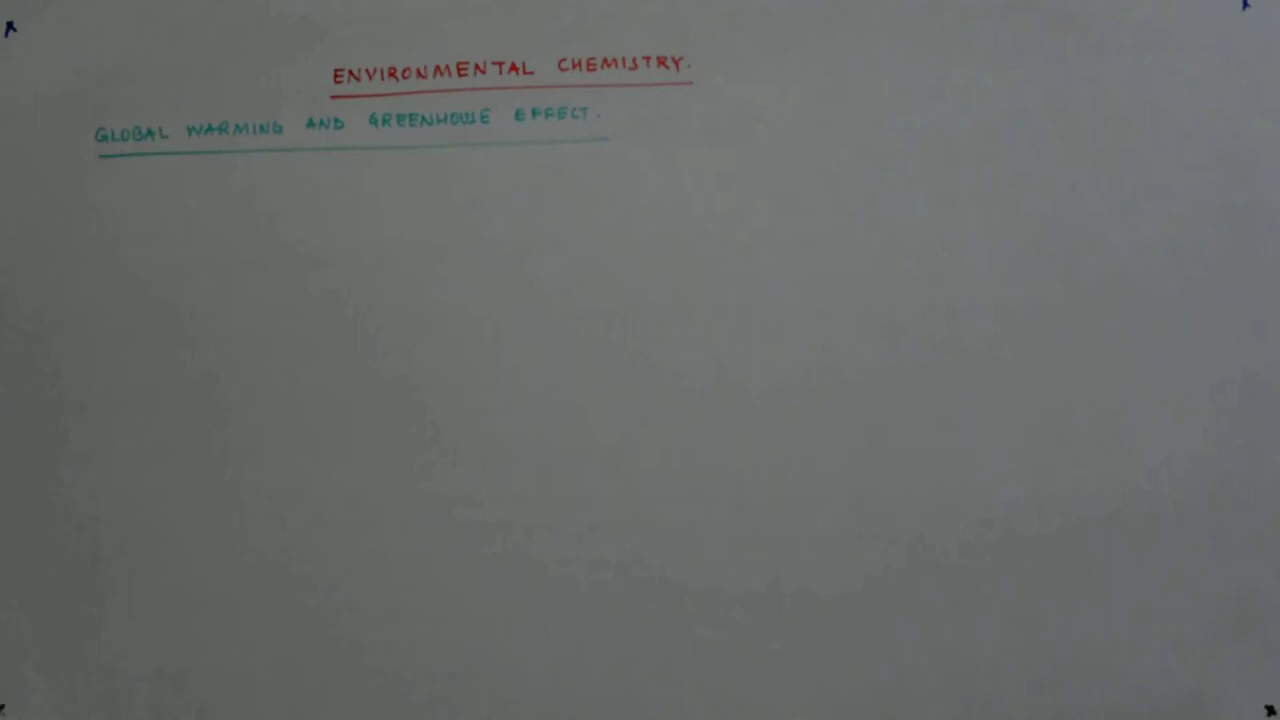 ENVIRONMENTAL CHEMISTRY.
GLOBAL WARMING AND GREENHOUSE EFFECT.